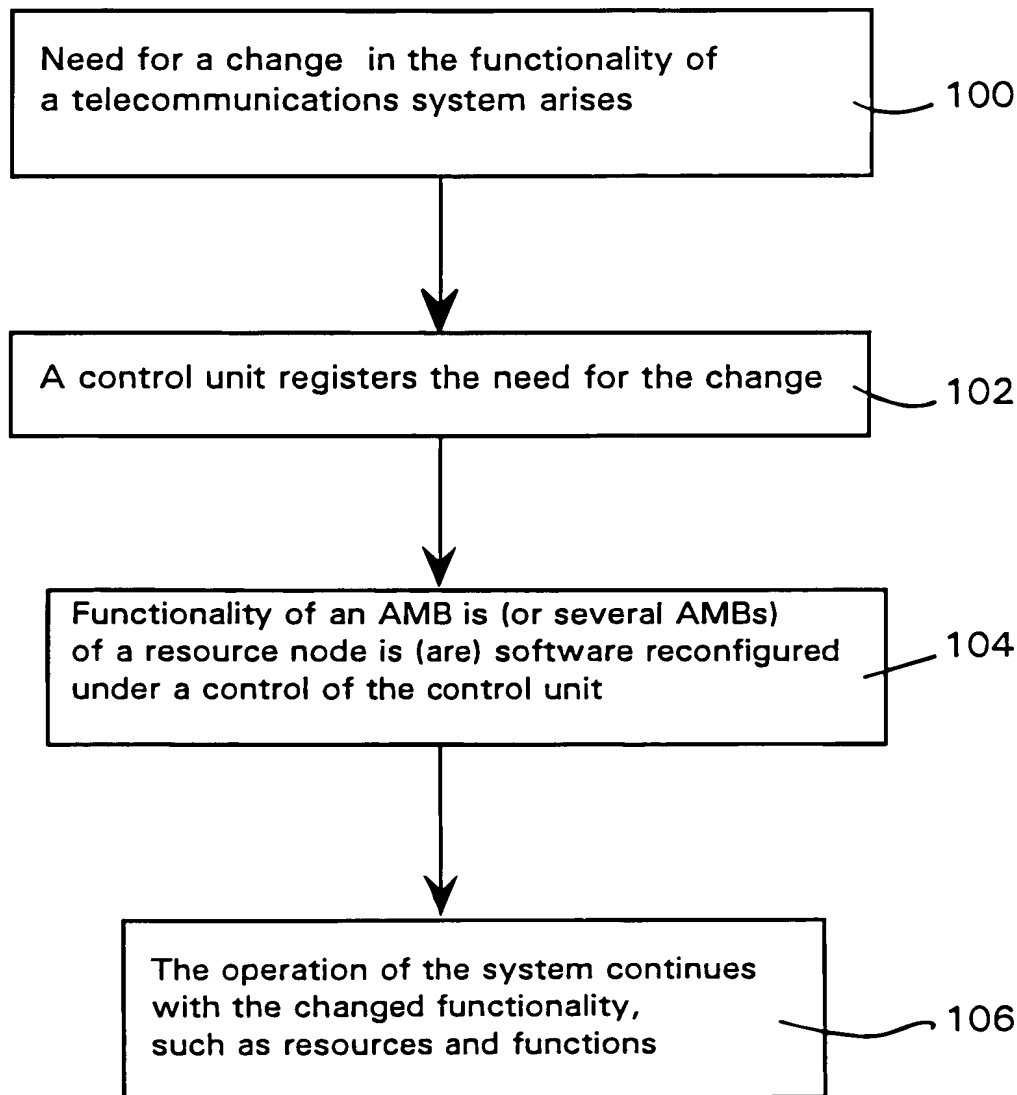 Need for a change in the functionality of
a telecommunications system arises
100
A control unit registers the need for the change
102
Functionality of an AMB is (or several AMBs)
of a resource node is (are) software reconfigured
under a control of the control unit
104
The operation of the system continues
with the changed functionality,
such as resources and functions
106